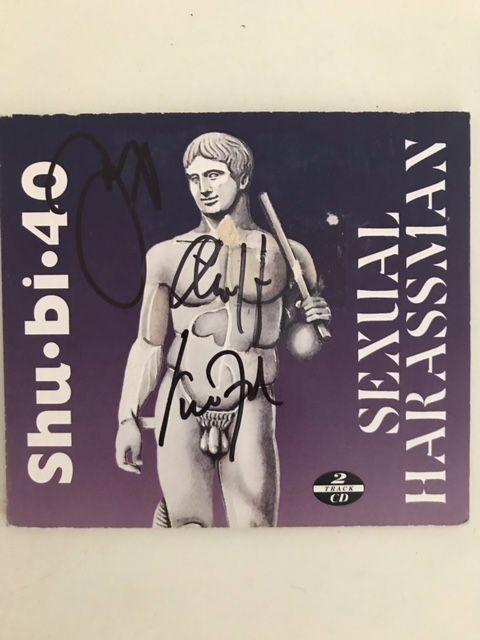 Shu•bi•40
SEXUAL
HARASSMAN
2
TRACK
CD